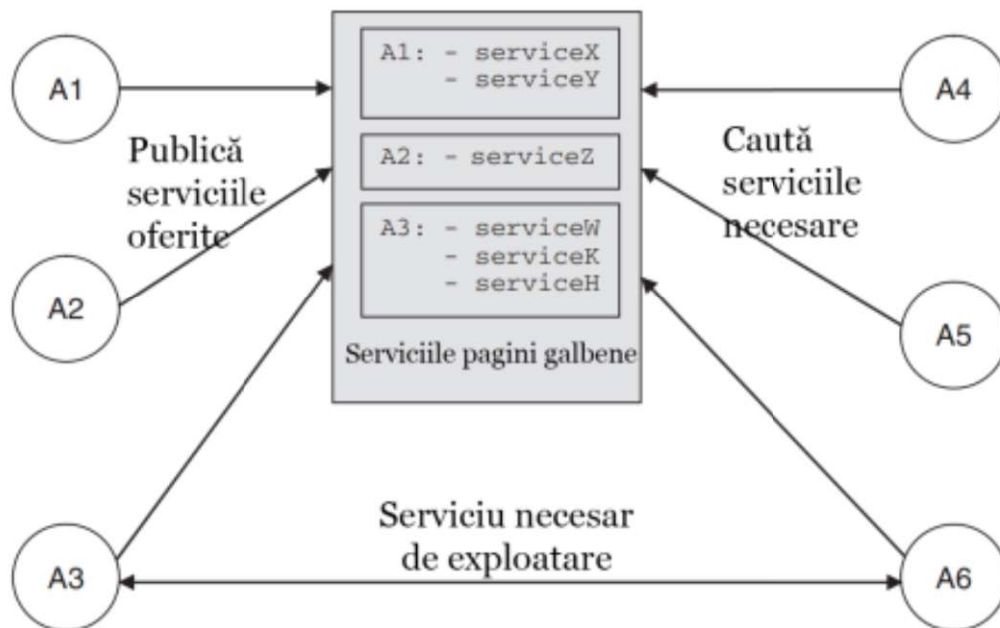 A1
A1: - serviceX
- serviceY
A4
Publică
serviciile
oferite
A2: - serviceZ
Caută
serviciile
necesare
A3: - serviceW
- serviceK
- serviceH
A2
A5
Serviciile pagini galbene
Serviciu necesar
de exploatare
A3
A6